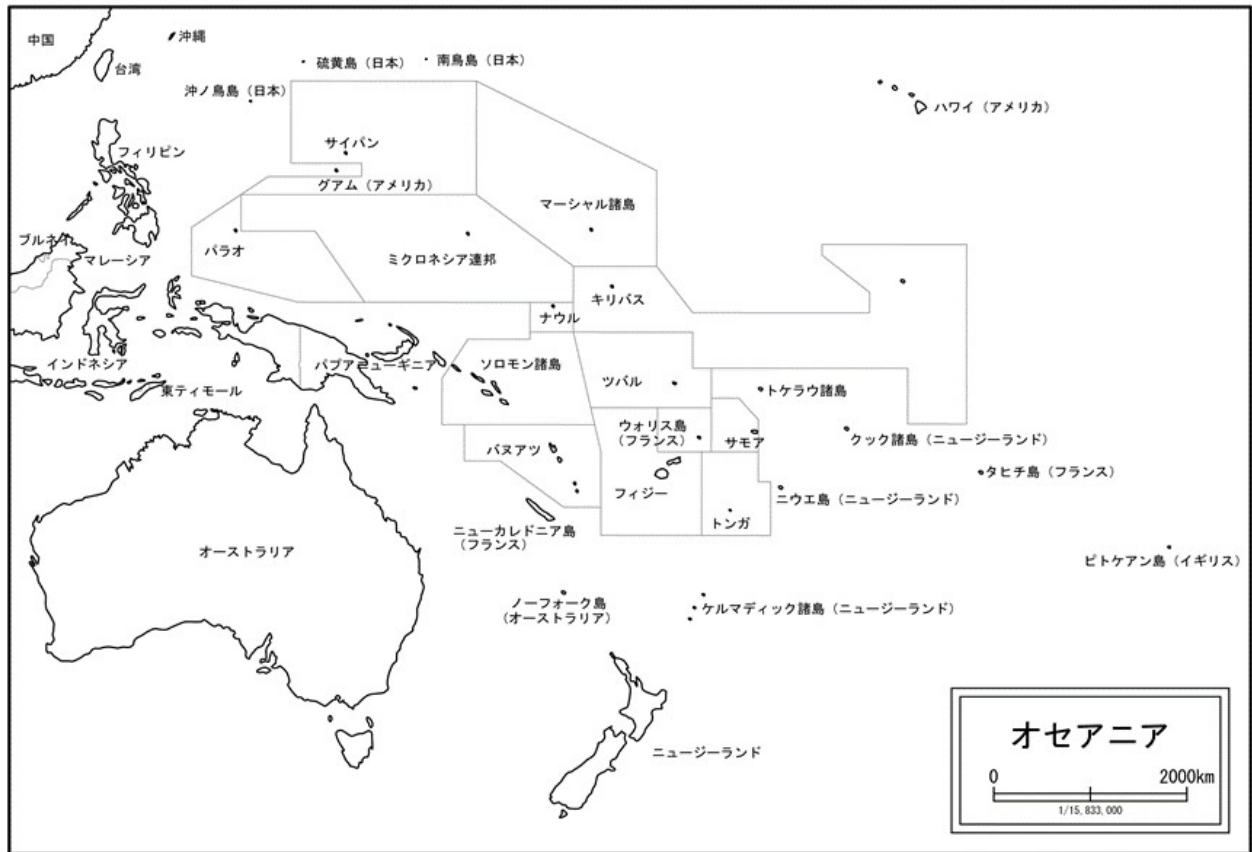 中国
沖縄
台湾
硫黄島（日本）
南鳥島（日本）
沖ノ鳥島（日本）
ハワイ（アメリカ）
フィリピン
サイパン
グアム（アメリカ）
マーシャル諸島
ブルネイ
マレーシア
パラオ
ミクロネシア連邦
キリバス
ナウル
インドネシア
東ティモール
パプアニューギニア
ソロモン諸島
ツバル
トケラウ諸島
ウォリス島
（フランス）
サモア
クック諸島（ニュージーランド）
バヌアツ
フィジー
タヒチ島（フランス）
ニウエ島（ニュージーランド）
トンガ
ニューカレドニア島
（フランス）
オーストラリア
ピトケアン島（イギリス）
ノーフォーク島
（オーストラリア）
ケルマディック諸島（ニュージーランド）
ニュージーランド
オセアニア
0 2000km
1/15,833,000